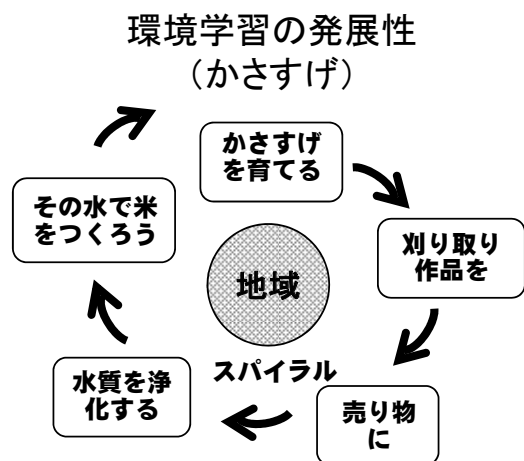 環境学習の発展性
（かさすげ）
かさすげ
を育てる
刈り取り
作品を
売り物
に
水質を浄
化する
その水で米
をつくろう
地域
スパイラル